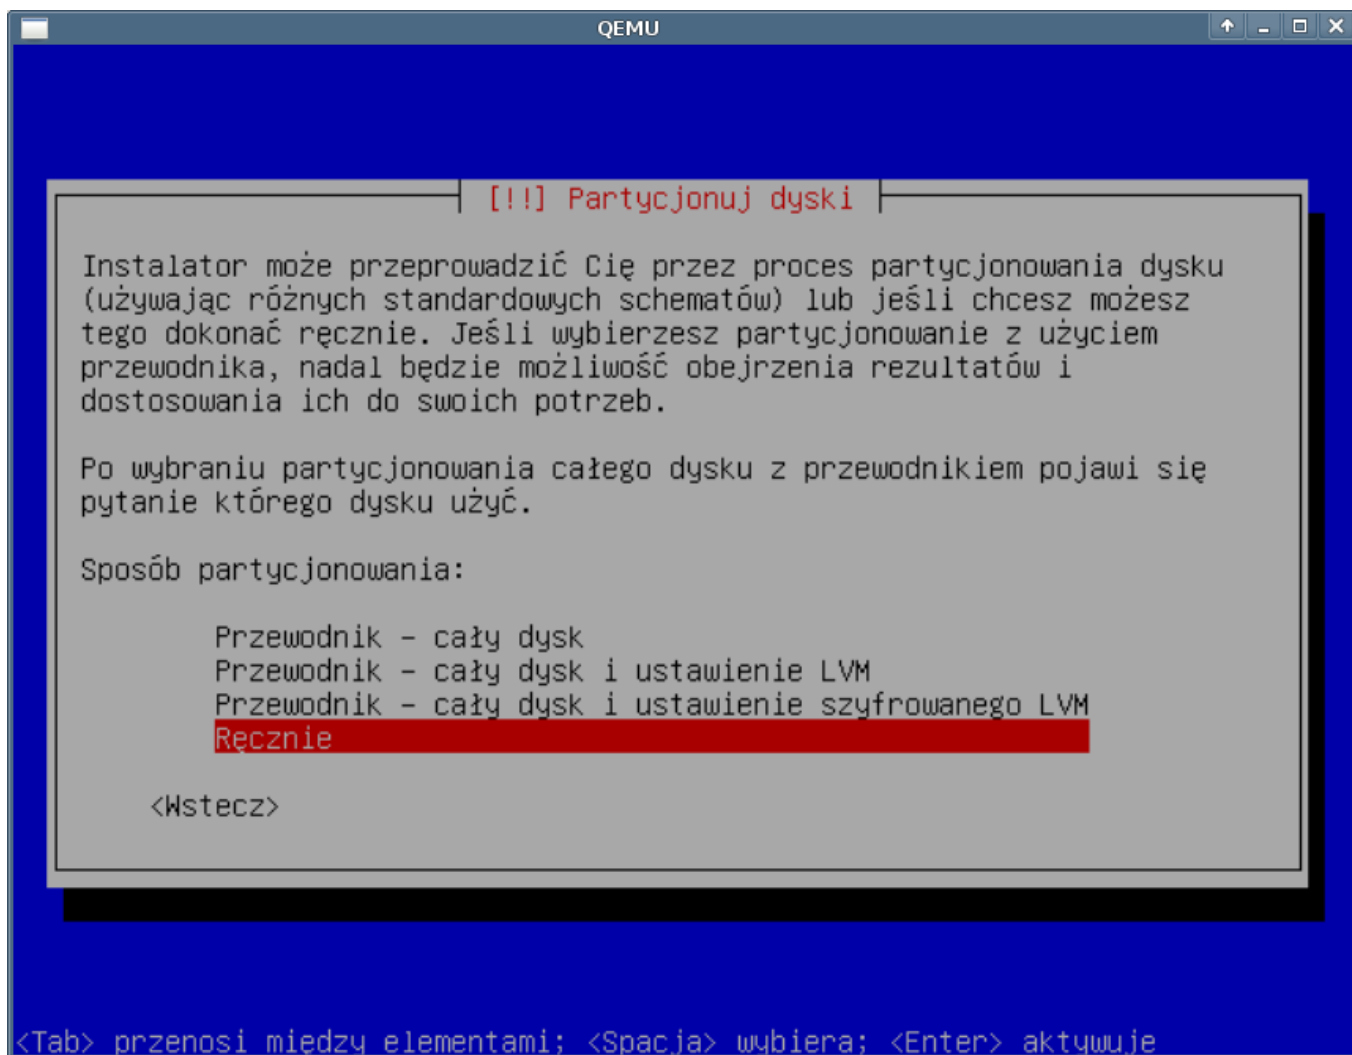 QEMU
[!!] Partycjonuj dyski
Instalator może przeprowadzić Cię przez proces partycjonowania dysku
(używając różnych standardowych schematów) lub jeśli chcesz możesz
tego dokonać ręcznie. Jeśli wybierzesz partycjonowanie z użyciem
przewodnika, nadal będzie możliwość obejrzenia rezultatów i
dostosowania ich do swoich potrzeb.
Po wybraniu partycjonowania całego dysku z przewodnikiem pojawi się
pytanie którego dysku użyć.
Sposób partycjonowania:
Przewodnik – cały dysk
Przewodnik – cały dysk i ustawienie LVM
Przewodnik – cały dysk i ustawienie szyfrowanego LVM
Ręcznie
<Wstecz>
<Tab> przenosi między elementami; <Spacja> wybiera; <Enter> aktywuje